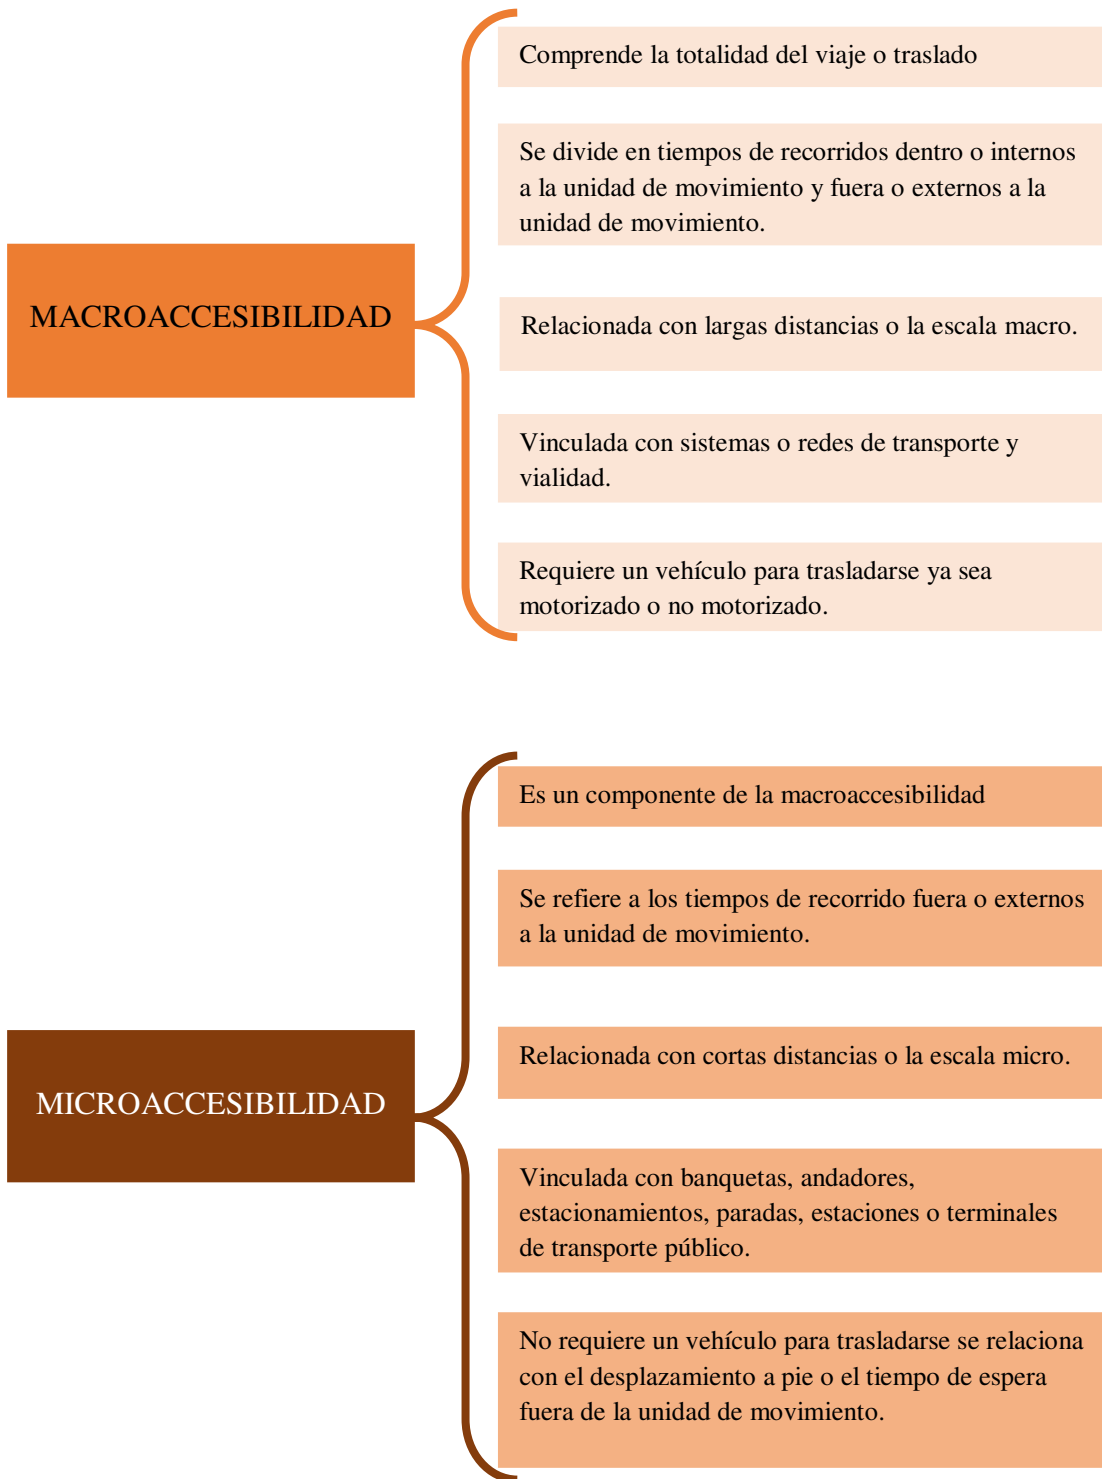 Comprende la totalidad del viaje o traslado
Se divide en tiempos de recorridos dentro o internos
a la unidad de movimiento y fuera o externos a la
unidad de movimiento.
MACROACCESIBILIDAD
Relacionada con largas distancias o la escala macro.
Vinculada con sistemas o redes de transporte y
vialidad.
Requiere un vehículo para trasladarse ya sea
motorizado o no motorizado.
Es un componente de la macroaccesibilidad
Se refiere a los tiempos de recorrido fuera o externos
a la unidad de movimiento.
Relacionada con cortas distancias o la escala micro.
MICROACCESIBILIDAD
Vinculada con banquetas, andadores,
estacionamientos, paradas, estaciones o terminales
de transporte público.
No requiere un vehículo para trasladarse se relaciona
con el desplazamiento a pie o el tiempo de espera
fuera de la unidad de movimiento.